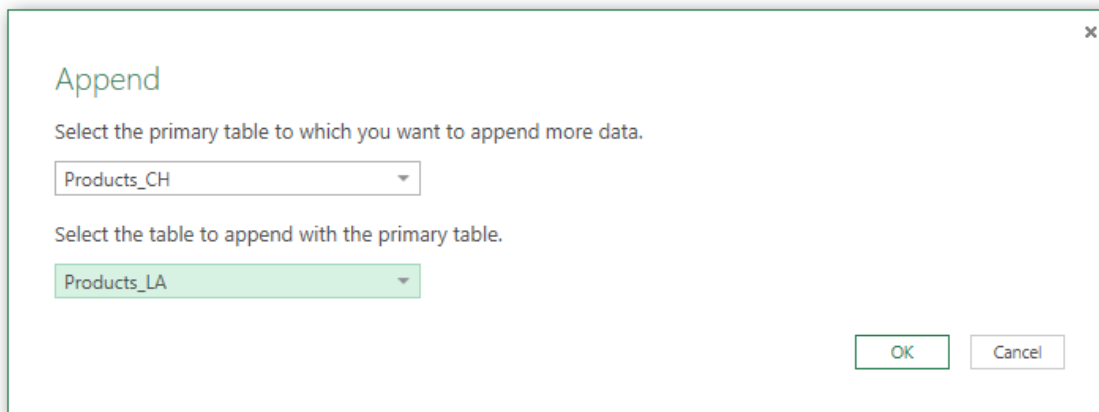 Append
Select the primary table to which you want to append more data.
Products_CH
Select the table to append with the primary table.
Products_LA
OK Cancel